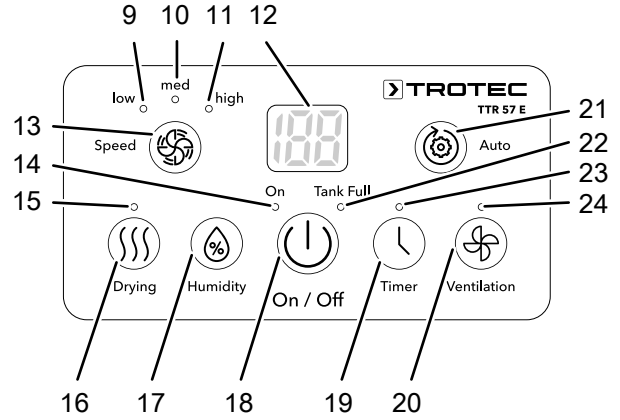 9 10 11 12
med
low high
TROTEC
TTR 57 E
21
13 Speed Auto
22
14
On Tank Full
23
15
24
Drying Humidity Timer Ventilation
On / Off
16 17 18 19 20